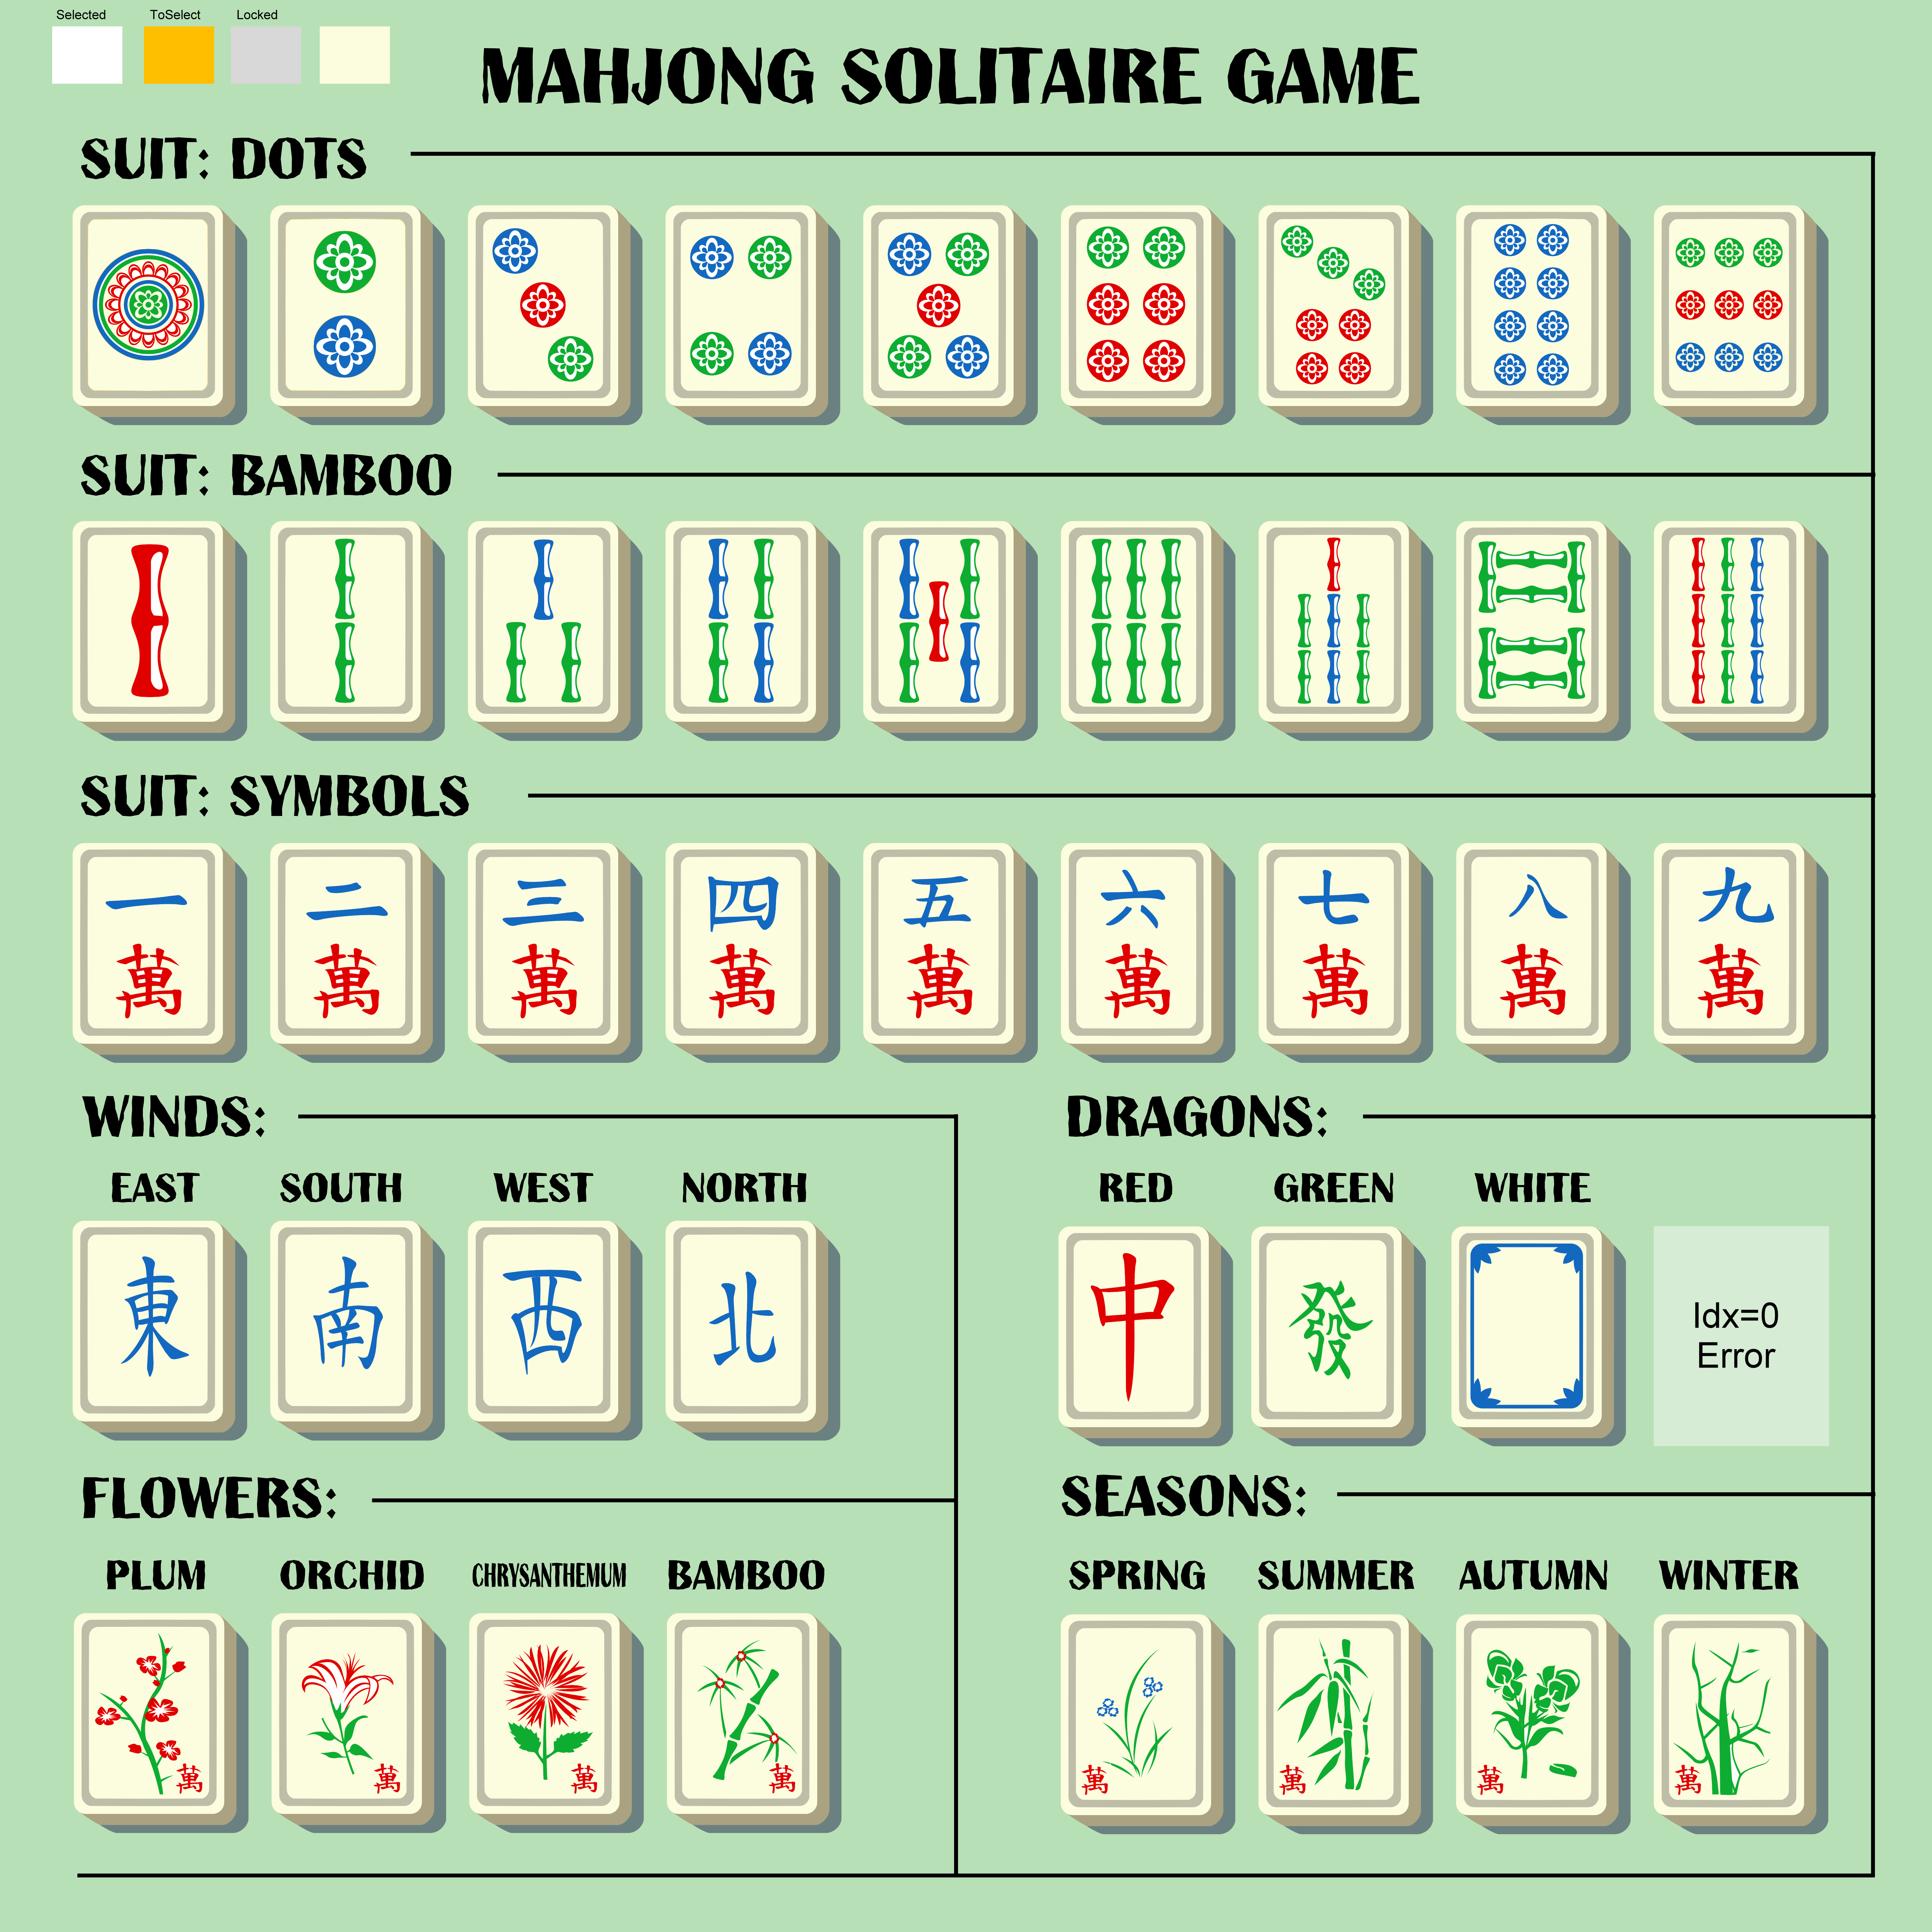 Selected ToSelect Locked
MAHJONG SOLITAIRE GAME
SUIT: DOTS
SUIT: BAMBOO
SUIT: SYMBOLS
一 二 三 四 五 六 七 八 九
萬 萬 萬 萬 萬 萬 萬 萬 萬
WINDS:
EAST SOUTH WEST NORTH
東 南 西 北
DRAGONS:
RED GREEN WHITE
中 發
Idx=0
Error
FLOWERS:
PLUM ORCHID CHRYSANTHEMUM BAMBOO
萬 萬 萬 萬
SEASONS:
SPRING SUMMER AUTUMN WINTER
萬 萬 萬 萬